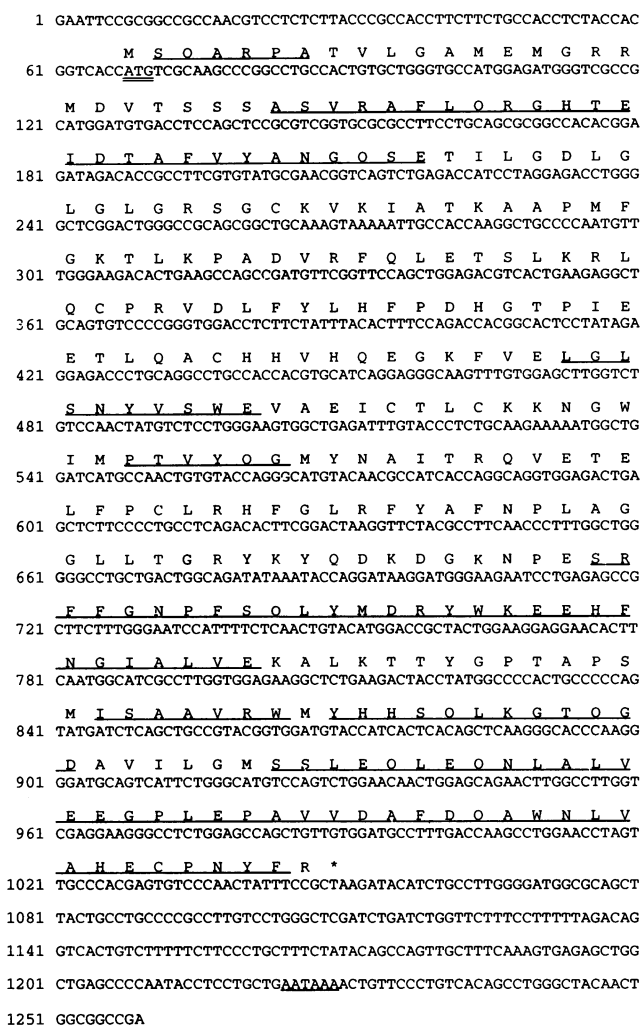 1 GAATTCCGCGGCCGCCAACGTCCTCTCTTACCCGCCACCTTCTTCTGCCACCTCTACCAC
M S Q A R P A T V L G A M E M G R R
61 GGTCACCATGTCGCAAGCCCGGCCTGCCACTGTGCTGGGTGCCATGGAGATGGGTCGCCG
M D V T S S S A S V R A F L Q R G H T E
121 CATGGATGTGACCTCCAGCTCCGCGTCGGTGCGCGCCTTCCTGCAGCGCGGCCACACGGA
I D T A F V Y A N G Q S E T I L G D L G
181 GATAGACACCGCCTTCGTGTATGCGAACGGTCAGTCTGAGACCATCCTAGGAGACCTGGG
L G L G R S G C K V K I A T K A A P M F
241 GCTCGGACTGGGCCGCAGCGGCTGCAAAGTAAAAATTGCCACCAAGGCTGCCCCAATGTT
G K T L K P A D V R F Q L E T S L K R L
301 TGGGAAGACACTGAAGCCAGCCGATGTTCGGTTCCAGCTGGAGACGTCACTGAAGAGGCT
Q C P R V D L F Y L H F P D H G T P I E
361 GCAGTGTCCCCGGGTGGACCTCTTCTATTTACACTTTCCAGACCACGGCACTCCTATAGA
E T L Q A C H H V H Q E G K F V E L G L
421 GGAGACCCTGCAGGCCTGCCACCACGTGCATCAGGAGGGCAAGTTTGTGGAGCTTGGTCT
S N Y V S W E V A E I C T L C K K N G W
481 GTCCAACTATGTCTCCTGGGAAGTGGCTGAGATTTGTACCCTCTGCAAGAAAAATGGCTG
I M P T V Y Q G M Y N A I T R Q V E T E
541 GATCATGCCAACTGTGTACCAGGGCATGTACAACGCCATCACCAGGCAGGTGGAGACTGA
L F P C L R H F G L R F Y A F N P L A G
601 GCTCTTCCCCTGCCTCAGACACTTCGGACTAAGGTTCTACGCCTTCAACCCTTTGGCTGG
G L L T G R Y K Y Q D K D G K N P E S R
661 GGGCCTGCTGACTGGCAGATATAAATACCAGGATAAGGATGGGAAGAATCCTGAGAGCCG
F F G N P F S Q L Y M D R Y W K E E H F
721 CTTCTTTGGGAATCCATTTTCTCAACTGTACATGGACCGCTACTGGAAGGAGGAACACTT
N G I A L V E K A L K T T Y G P T A P S
781 CAATGGCATCGCCTTGGTGGAGAAGGCTCTGAAGACTACCTATGGCCCCACTGCCCCCAG
M I S A A V R W M Y H H S Q L K G T Q G
841 TATGATCTCAGCTGCCGTACGGTGGATGTACCATCACTCACAGCTCAAGGGCACCCAAGG
D A V I L G M S S L E Q L E Q N L A L V
901 GGATGCAGTCATTCTGGGCATGTCCAGTCTGGAACAACTGGAGCAGAACTTGGCCTTGGT
E E G P L E P A V V D A F D Q A W N L V
961 CGAGGAAGGGCCTCTGGAGCCAGCTGTTGTGGATGCCTTTGACCAAGCCTGGAACCTAGT
A H E C P N Y F R *
1021 TGCCCACGAGTGTCCCAACTATTTCCGCTAAGATACATCTGCCTTGGGGATGGCGCAGCT
1081 TACTGCCTGCCCCGCCTTGTCCTGGGCTCGATCTGATCTGGTTCTTTCCTTTTTAGACAG
1141 GTCACTGTCTTTTTCTTCCCTGCTTTCTATACAGCCAGTTGCTTTCAAAGTGAGAGCTGG
1201 CTGAGCCCCAATACCTCCTGCTGAATAAAACTGTTCCCTGTCACAGCCTGGGCTACAACT
1251 GGCGGCCGA